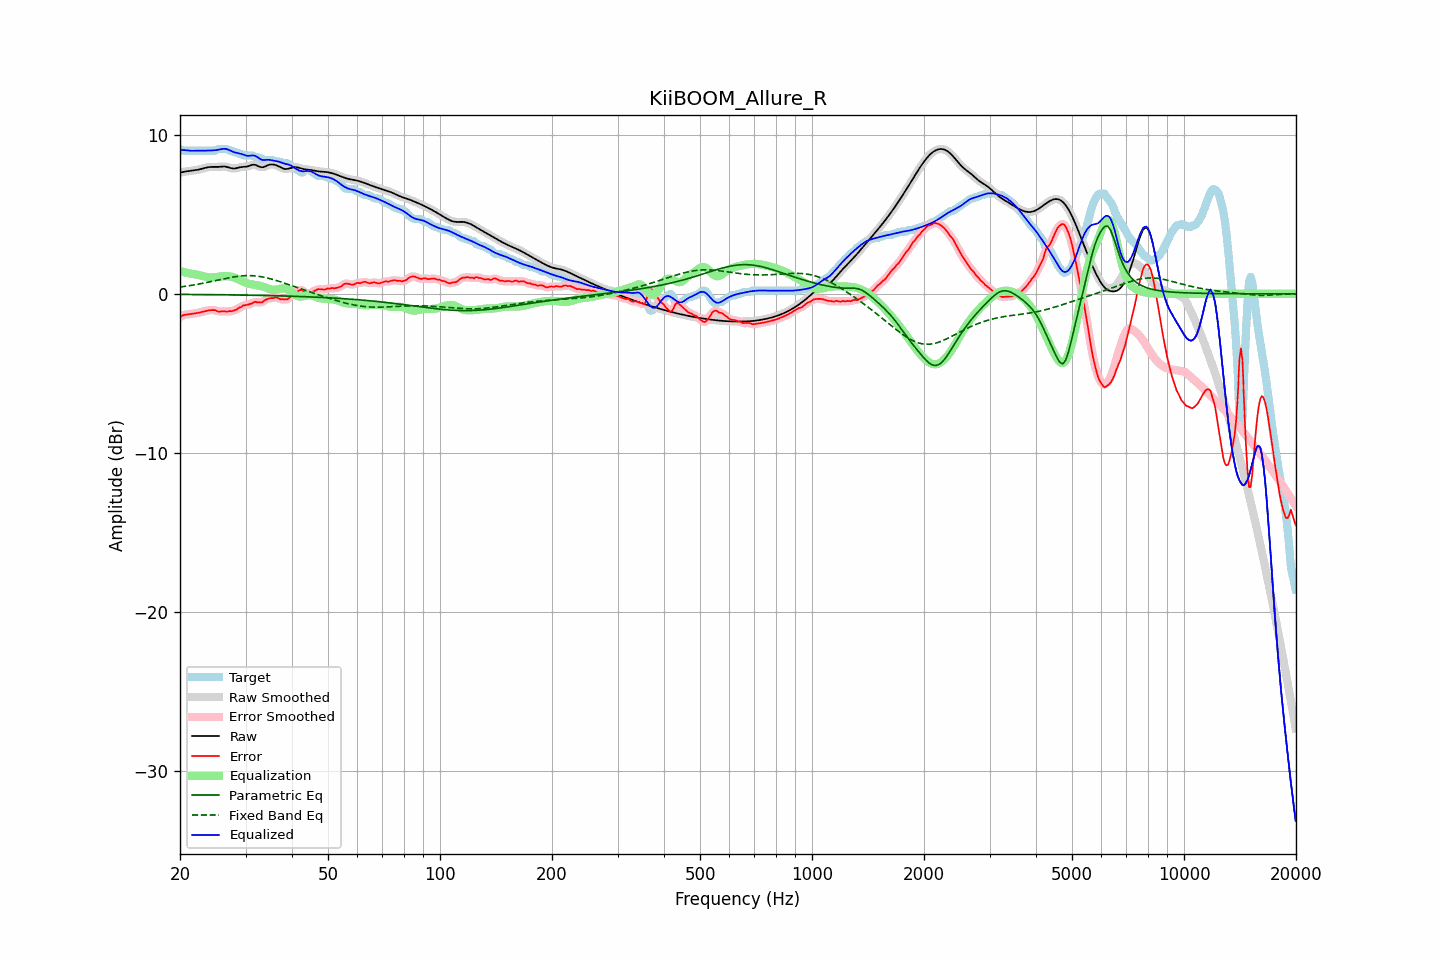 KiiBOOM_Allure_R
10
0
−10
−20
−30
Amplitude (dBr)
20
50
100
200
500
1000
2000
5000
10000
20000
Frequency (Hz)
Target
Raw Smoothed
Error Smoothed
Raw
Error
Equalization
Parametric Eq
Fixed Band Eq
Equalized